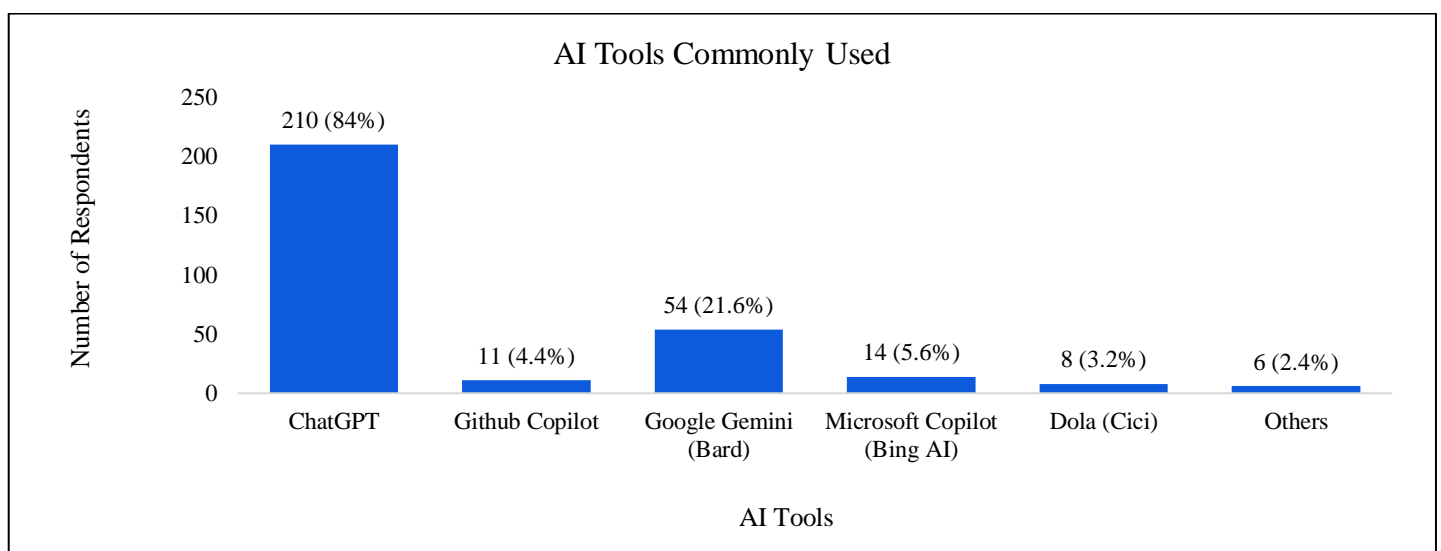 AI Tools Commonly Used
Number of Respondents
250
200
150
100
50
0
210 (84%)
11 (4.4%)
54 (21.6%)
14 (5.6%)
8 (3.2%)
6 (2.4%)
ChatGPT
Github Copilot
Google Gemini
(Bard)
Microsoft Copilot
(Bing AI)
Dola (Cici)
Others
AI Tools